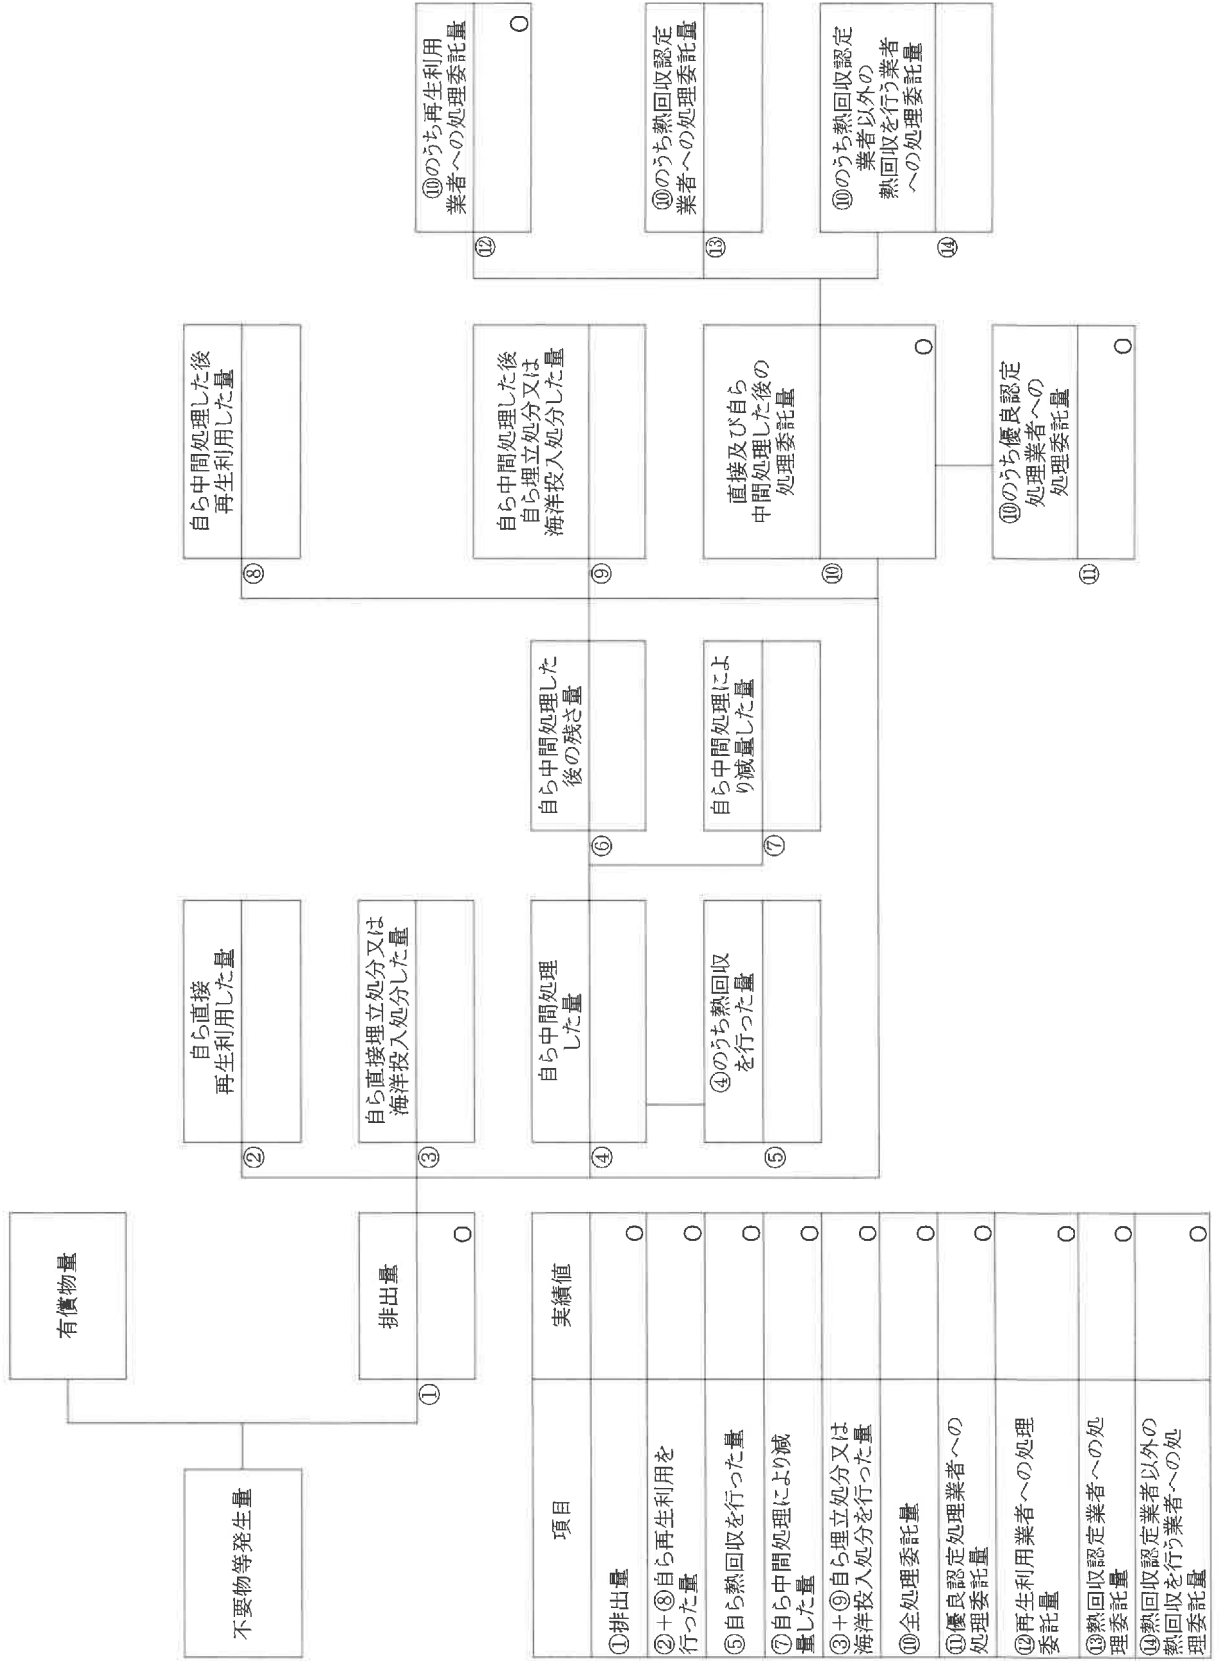 不要物等発生量
有償物量
①
排出量
0
②
自ら直接
再生利用した量
③
自ら直接埋立処分又は
海洋投入処分した量
④
自ら中間処理
した量
⑤
④のうち熱回収
を行った量
⑥
自ら中間処理した
後の残さ量
⑦
自ら中間処理によ
り減量した量
⑧
自ら中間処理した後
再生利用した量
⑨
自ら中間処理した後
自ら埋立処分又は
海洋投入処分した量
⑩
直接及び自ら
中間処理した後の
処理委託量
0
⑪
⑩のうち優良認定
処理業者への
処理委託量
0
⑫
⑩のうち再生利用
業者への処理委託量
0
⑬
⑩のうち熱回収認定
業者への処理委託量
⑭
⑩のうち熱回収認定
業者以外の
熱回収を行う業者
への処理委託量
項目 実績値
①排出量 0
②+⑧自ら再生利用を
行った量 0
⑤自ら熱回収を行った量 0
⑦自ら中間処理により減
量した量 0
③+⑨自ら埋立処分又は
海洋投入処分を行った量 0
⑩全処理委託量 0
⑪優良認定処理業者への
処理委託量 0
⑫再生利用業者への処理
委託量 0
⑬熱回収認定業者への処
理委託量 0
⑭熱回収認定業者以外の
熱回収を行う業者への処
理委託量 0